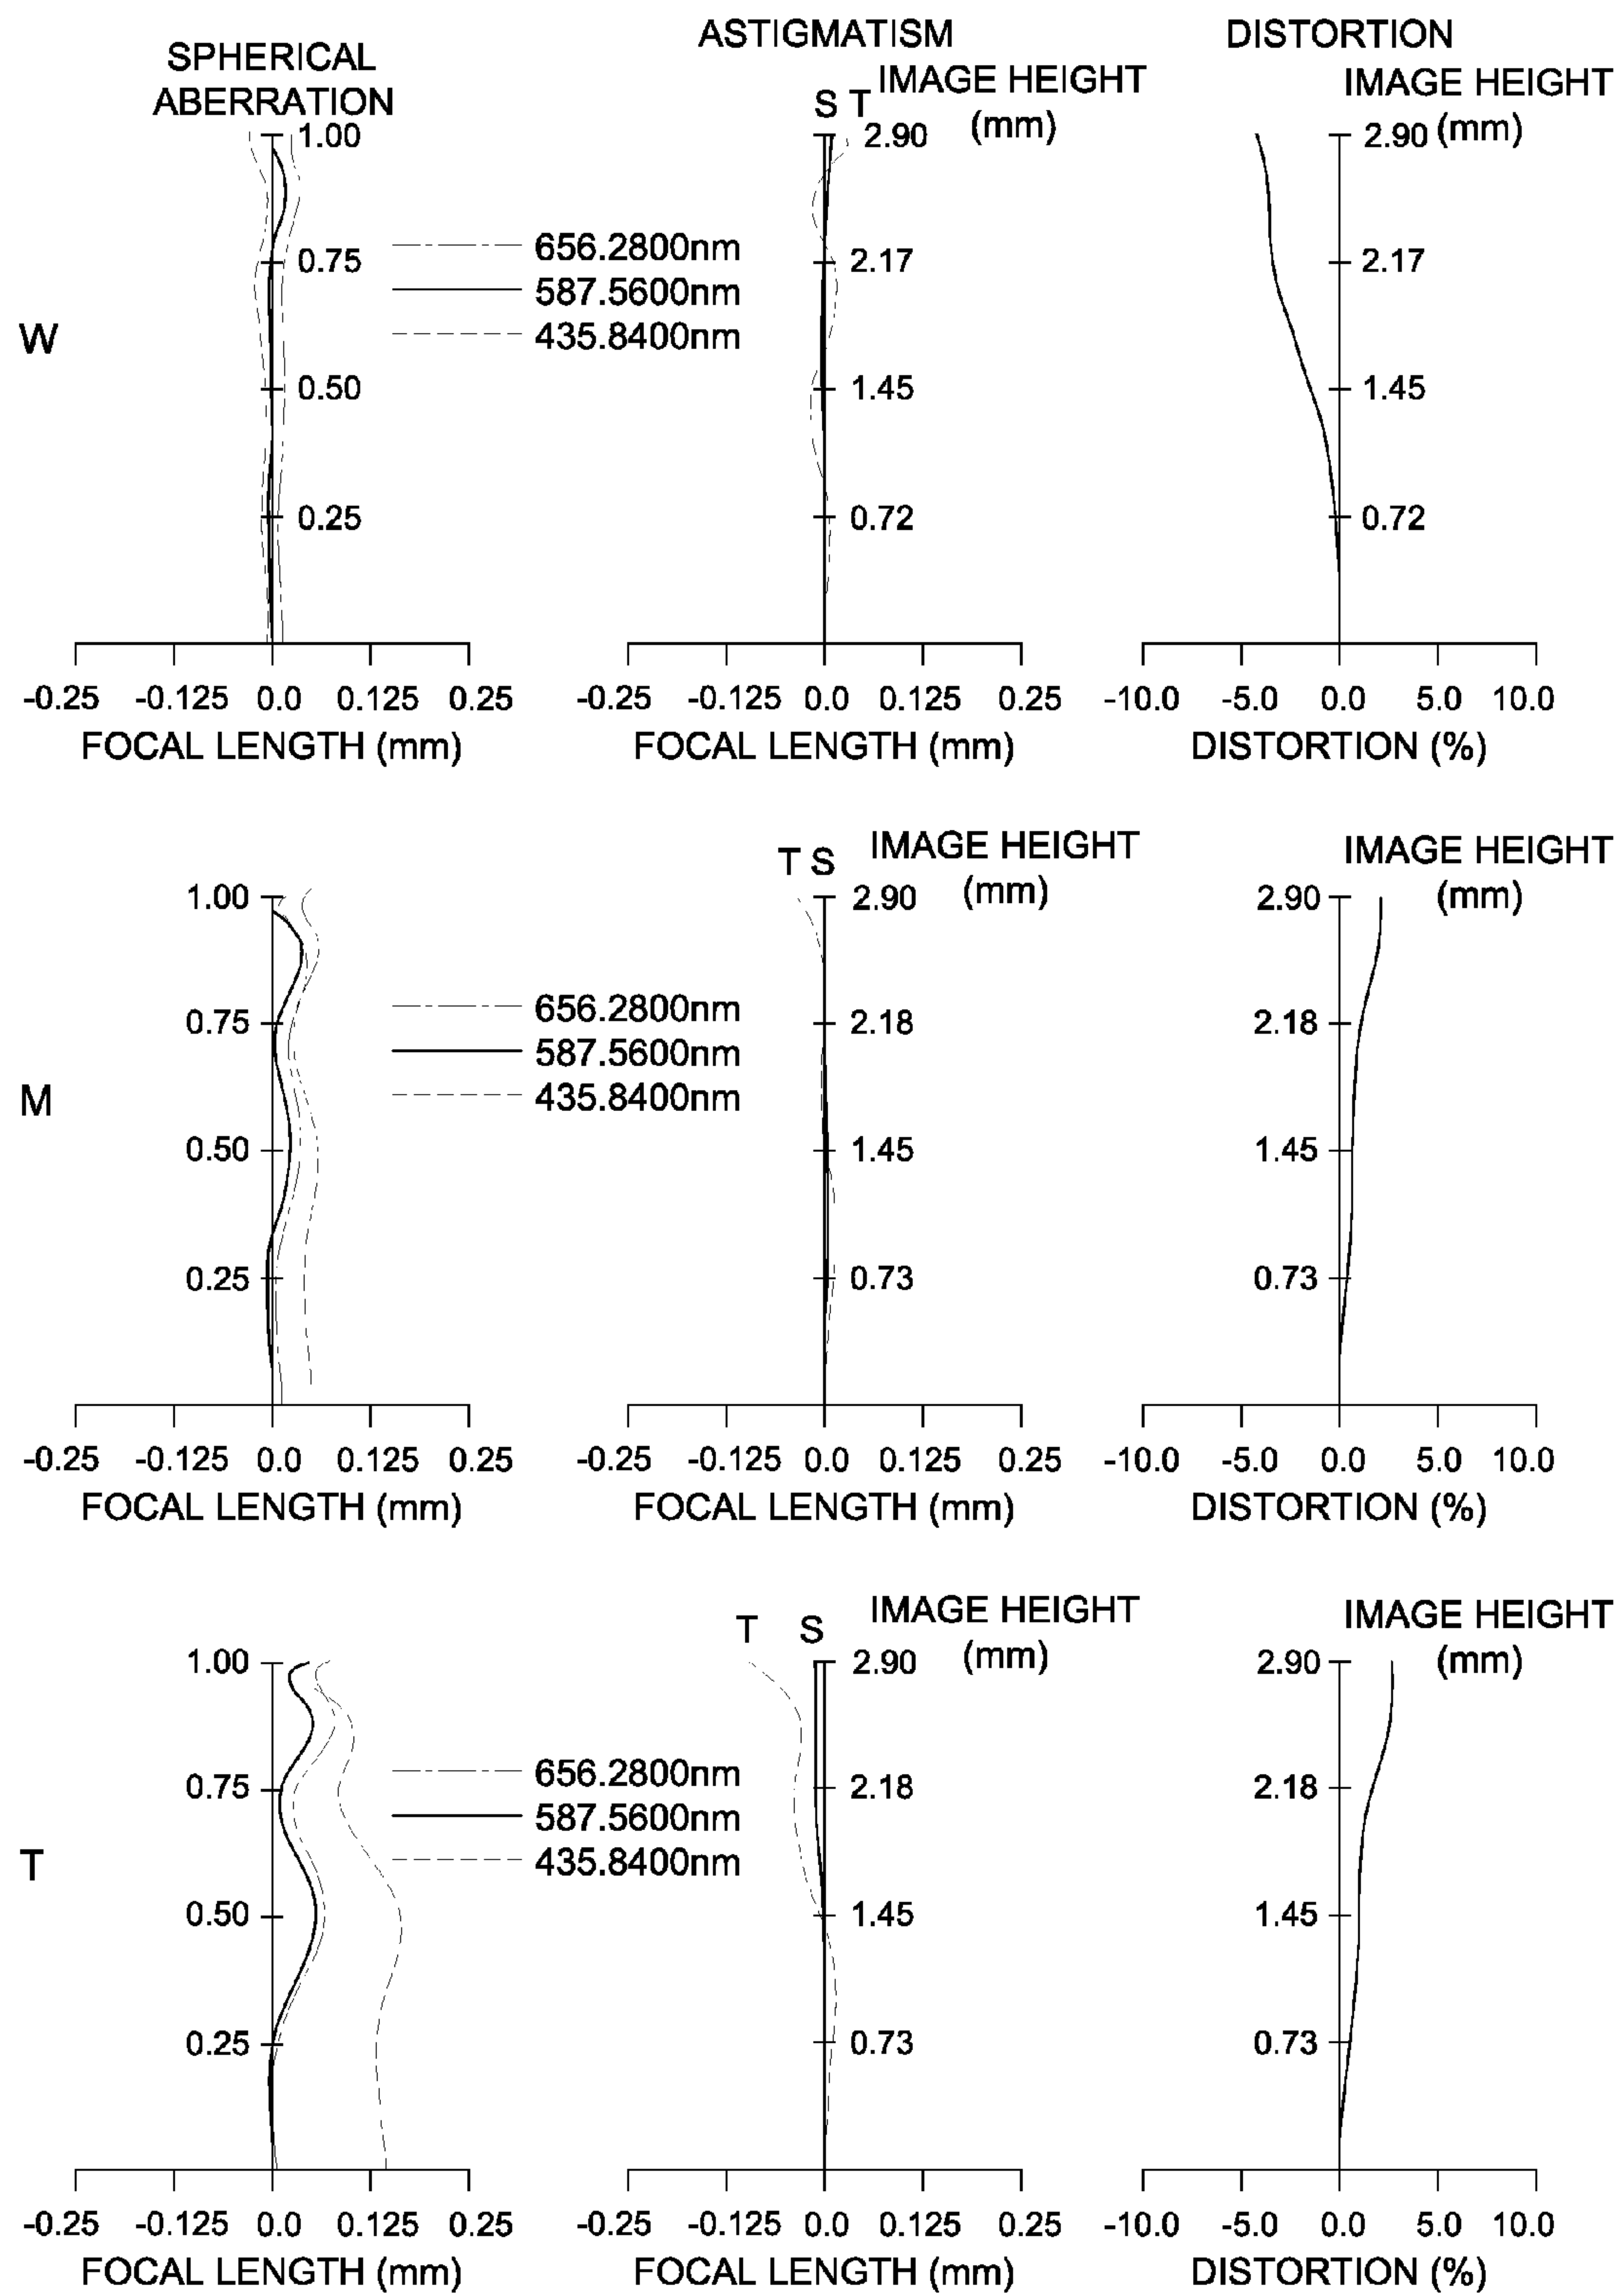 SPHERICAL
ABERRATION
1.00
0.75
0.50
0.25
W
656.2800nm
587.5600nm
435.8400nm
-0.25 -0.125 0.0 0.125 0.25
FOCAL LENGTH (mm)
ASTIGMATISM
IMAGE HEIGHT
(mm)
S T
2.90
2.17
1.45
0.72
-0.25 -0.125 0.0 0.125 0.25
FOCAL LENGTH (mm)
DISTORTION
IMAGE HEIGHT
(mm)
2.90
2.17
1.45
0.72
-10.0 -5.0 0.0 5.0 10.0
DISTORTION (%)
1.00
0.75
0.50
0.25
M
656.2800nm
587.5600nm
435.8400nm
-0.25 -0.125 0.0 0.125 0.25
FOCAL LENGTH (mm)
IMAGE HEIGHT
(mm)
T S
2.90
2.18
1.45
0.73
-0.25 -0.125 0.0 0.125 0.25
FOCAL LENGTH (mm)
IMAGE HEIGHT
(mm)
2.90
2.18
1.45
0.73
-10.0 -5.0 0.0 5.0 10.0
DISTORTION (%)
1.00
0.75
0.50
0.25
T
656.2800nm
587.5600nm
435.8400nm
-0.25 -0.125 0.0 0.125 0.25
FOCAL LENGTH (mm)
IMAGE HEIGHT
(mm)
T S
2.90
2.18
1.45
0.73
-0.25 -0.125 0.0 0.125 0.25
FOCAL LENGTH (mm)
IMAGE HEIGHT
(mm)
2.90
2.18
1.45
0.73
-10.0 -5.0 0.0 5.0 10.0
DISTORTION (%)